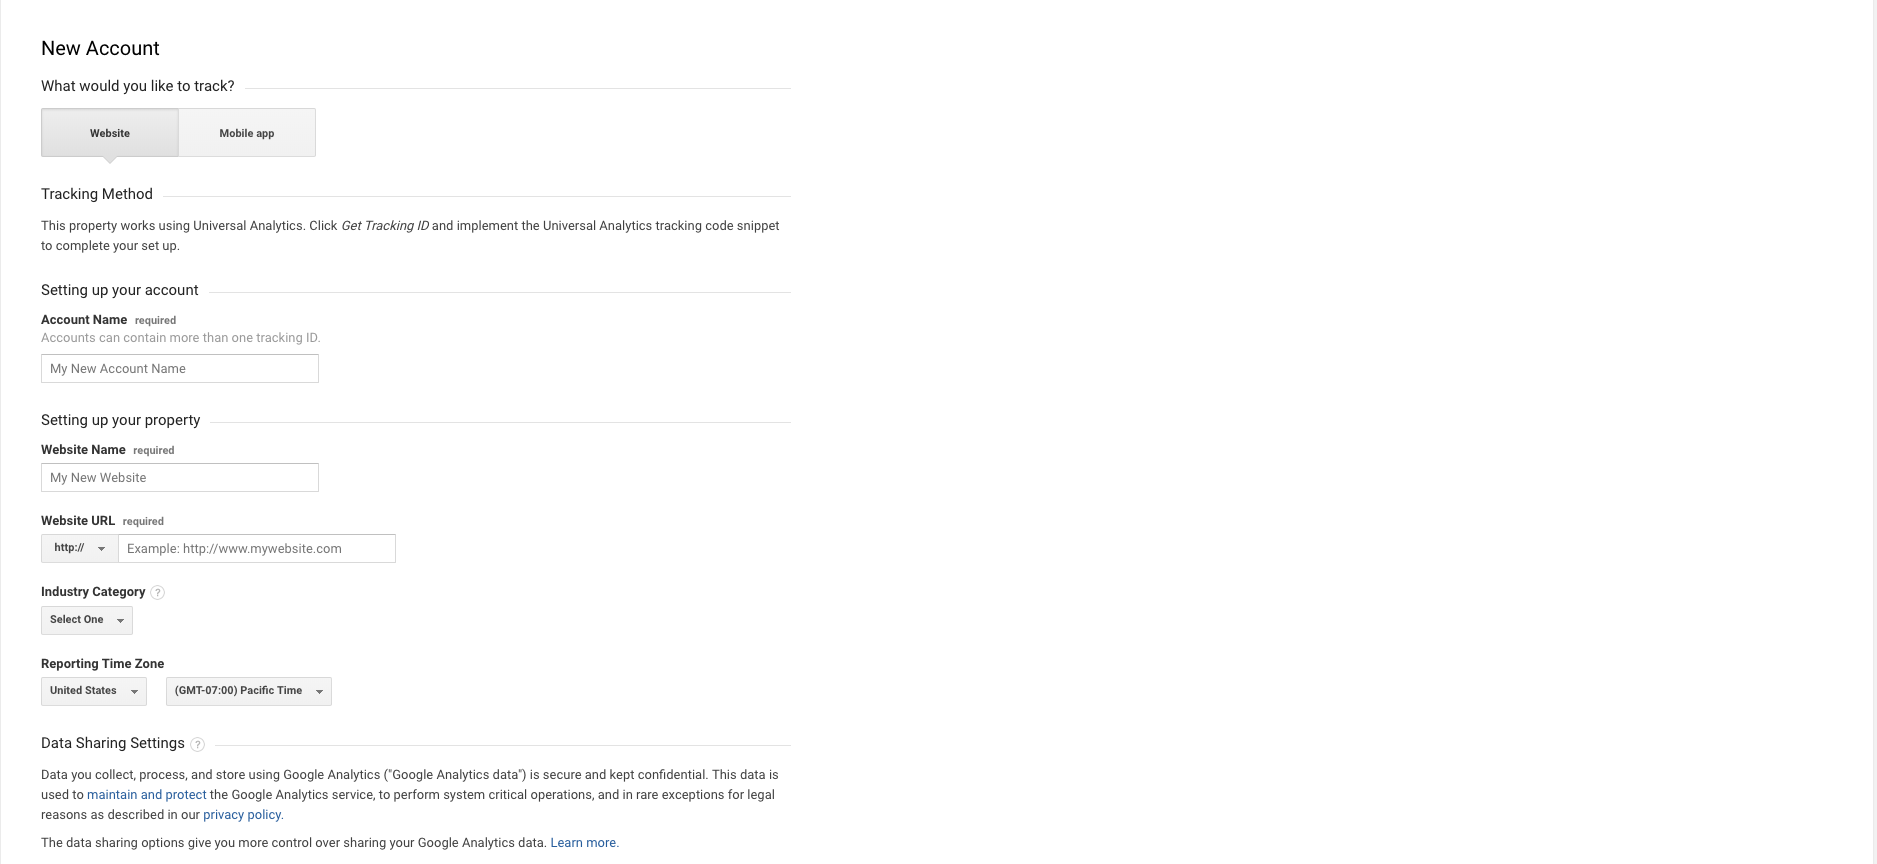 New Account
What would you like to track?
Website
Mobile app
Tracking Method
This property works using Universal Analytics. Click Get Tracking ID and implement the Universal Analytics tracking code snippet
to complete your set up.
Setting up your account
Account Name required
Accounts can contain more than one tracking ID.
My New Account Name
Setting up your property
Website Name required
My New Website
Website URL required
http:// Example: http://www.mywebsite.com
Industry Category ?
Select One
Reporting Time Zone
United States (GMT-07:00) Pacific Time
Data Sharing Settings ?
Data you collect, process, and store using Google Analytics ("Google Analytics data") is secure and kept confidential. This data is
used to maintain and protect the Google Analytics service, to perform system critical operations, and in rare exceptions for legal
reasons as described in our privacy policy.
The data sharing options give you more control over sharing your Google Analytics data. Learn more.